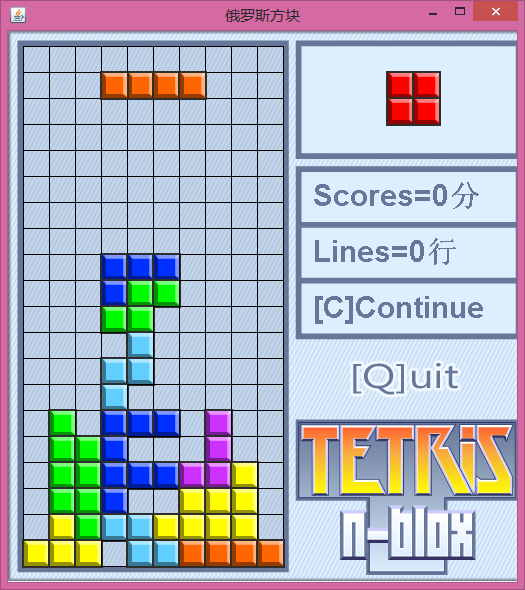 俄罗斯方块
Scores=0分
Lines=0行
[C]Continue
[Q]uit
TETRiS
n-blox